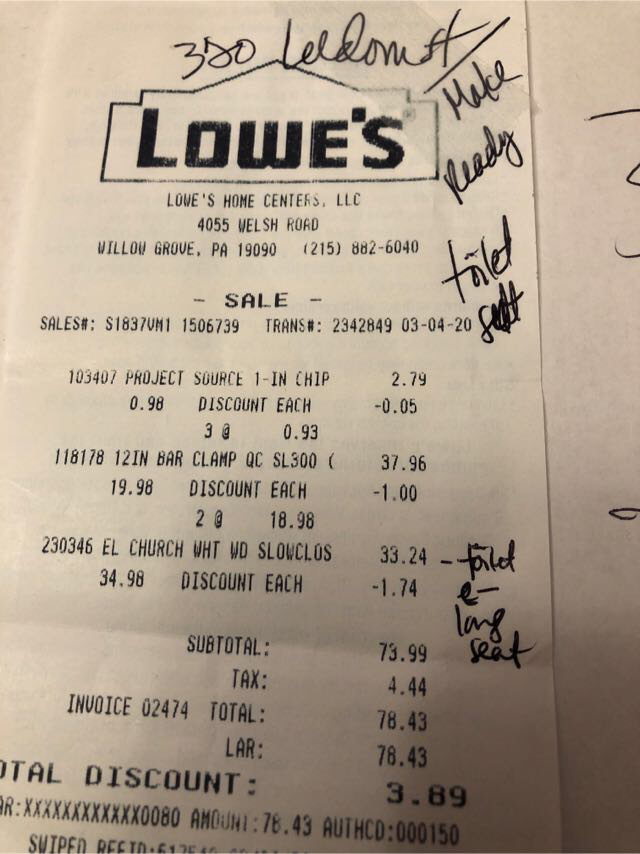 350
Make
Ready
toilet
seat
LOWE'S
LOWE'S HOME CENTERS, LLC
4055 WELSH ROAD
WILLOW GROVE, PA 19090 (215) 882-6040
- SALE -
SALES#: S1837VM1 1506739 TRANS#: 2342849 03-04-20
103407 PROJECT SOURCE 1-IN CHIP 2.79
0.98 DISCOUNT EACH -0.05
3 @ 0.93
118178 12IN BAR CLAMP QC SL300 ( 37.96
19.98 DISCOUNT EACH -1.00
2 @ 18.98
230346 EL CHURCH WHT WD SLOWCLOS 33.24 - toilet
34.98 DISCOUNT EACH -1.74 e-
long
seat
SUBTOTAL: 73.99
TAX: 4.44
INVOICE 02474 TOTAL: 78.43
LAR: 78.43
OTAL DISCOUNT: 3.89
AR:XXXXXXXXXXXX0080 AMOUNT:78.43 AUTHCD:000150
SWIPED